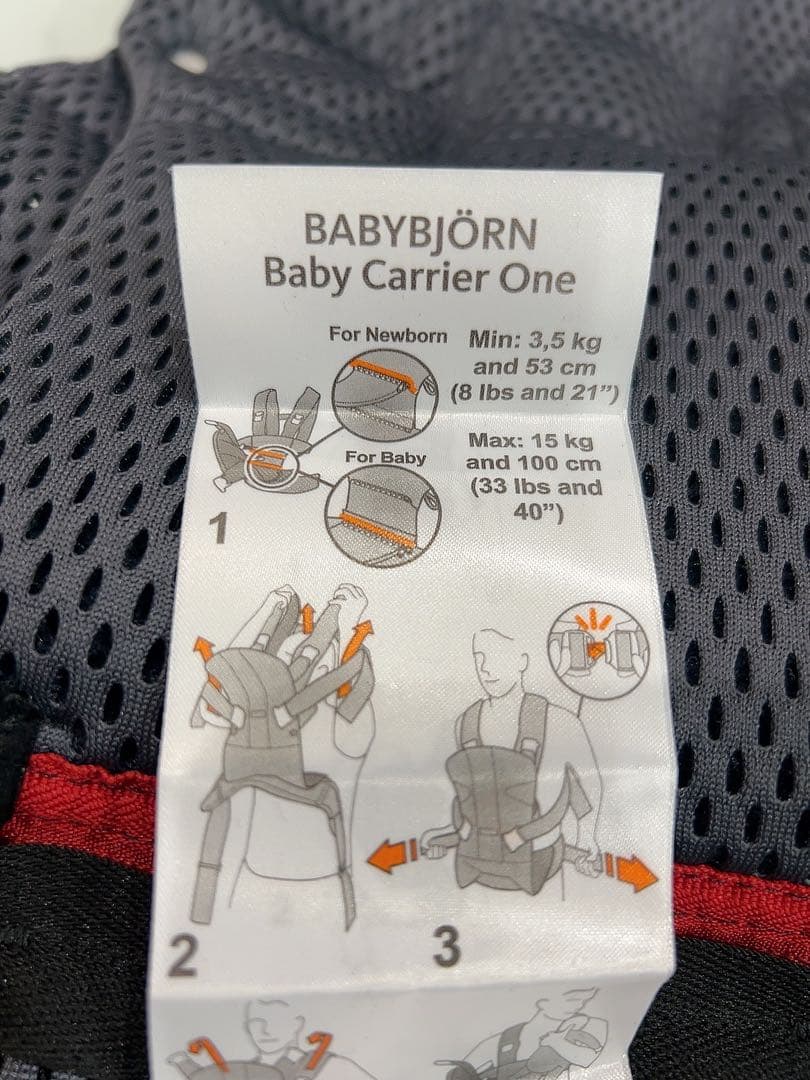 BABYBJÖRN
Baby Carrier One
For Newborn
Min: 3,5 kg
and 53 cm
(8 lbs and 21”)
For Baby
Max: 15 kg
and 100 cm
(33 lbs and
40”)
1
2
3